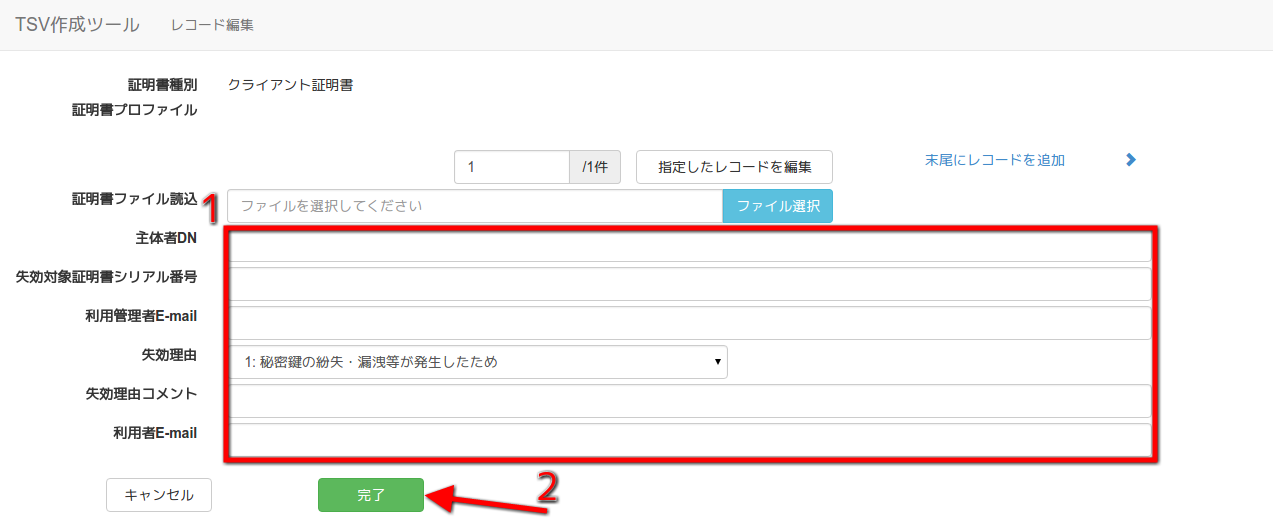 TSV作成ツール レコード編集
証明書種別 クライアント証明書
証明書プロファイル
1 /1件 指定したレコードを編集 末尾にレコードを追加
証明書ファイル読込 1 ファイルを選択してください ファイル選択
主体者DN
失効対象証明書シリアル番号
利用管理者E-mail
失効理由 1: 秘密鍵の紛失・漏洩等が発生したため
失効理由コメント
利用者E-mail
キャンセル 完了 2